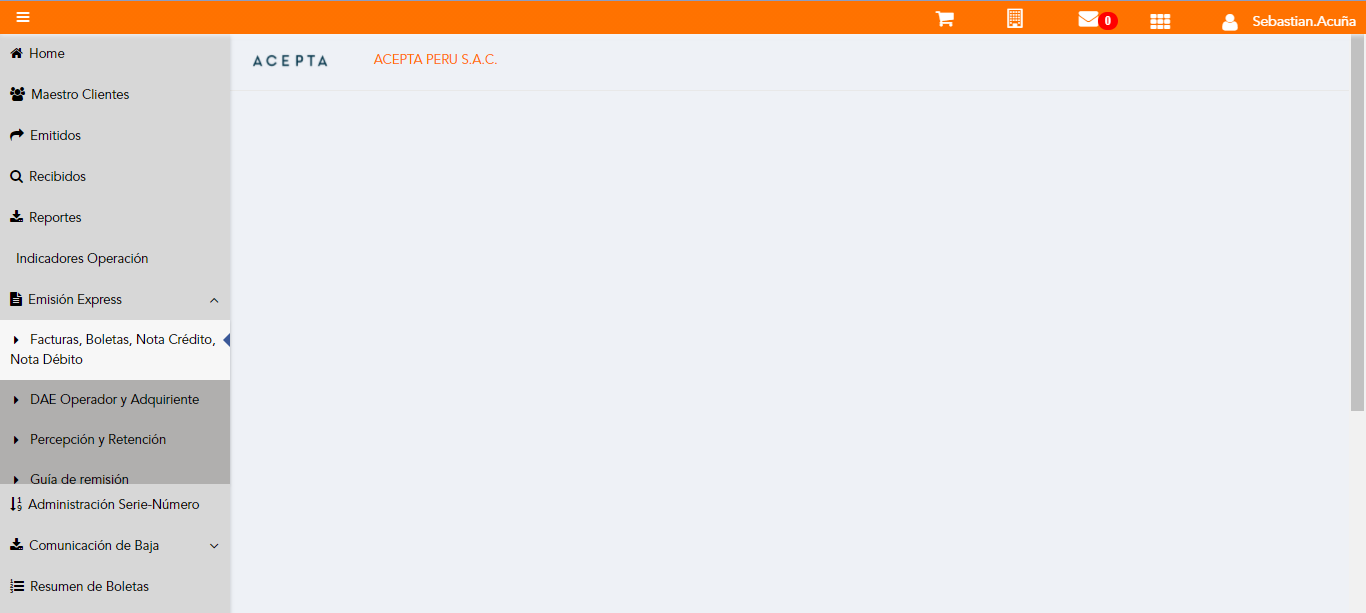 0
Sebastian.Acuña
Home
Maestro Clientes
Emitidos
Recibidos
Reportes
Indicadores Operación
Emisión Express
Facturas, Boletas, Nota Crédito,
Nota Débito
DAE Operador y Adquiriente
Percepción y Retención
Guía de remisión
Administración Serie-Número
Comunicación de Baja
Resumen de Boletas
ACEPTA
ACEPTA PERU S.A.C.